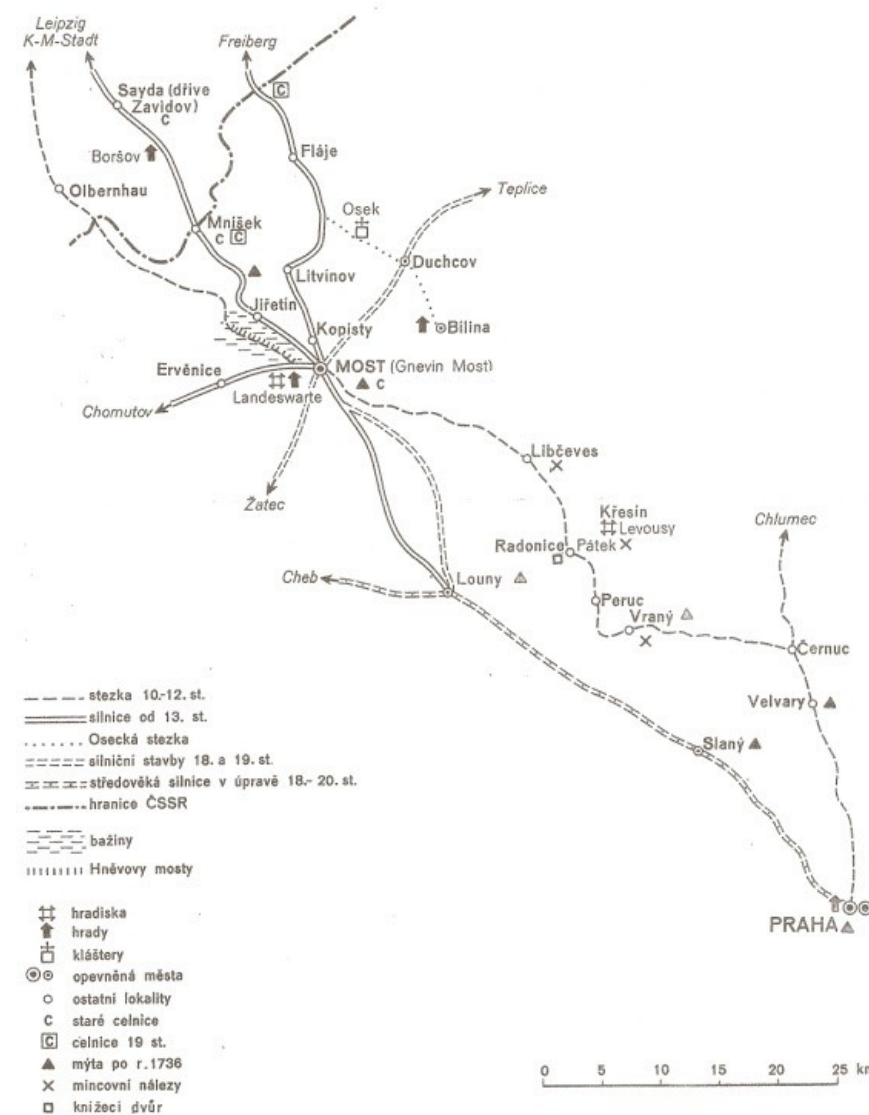 Leipzig
K-M-Stadt
Freiberg
Sayda (dříve
Zavidov)
C
C
Boršov
Fláje
Olbernhau
Teplice
Osek
Mníšek
C C
Duchcov
Litvínov
Jiřetín
Kopisty
Bílina
Ervěnice
MOST (Gnevin Most)
C
Landeswarte
Chomutov
Libčeves
Žatec
Křesín
Levousy
Chlumec
Radonice
Pátek
Cheb
Louny
Peruc
Vraný
Černuc
Velvary
Slaný
PRAHA
stezka 10.-12. st.
silnice od 13. st.
Osecká stezka
silniční stavby 18. a 19. st.
středověká silnice v úpravě 18.- 20. st.
hranice ČSSR
bažiny
Hněvovy mosty
hradiska
hrady
kláštery
opevněná města
ostatní lokality
C staré celnice
C celnice 19 st.
mýta po r.1736
mincovní nálezy
knížecí dvůr
0 5 10 15 20 25 km